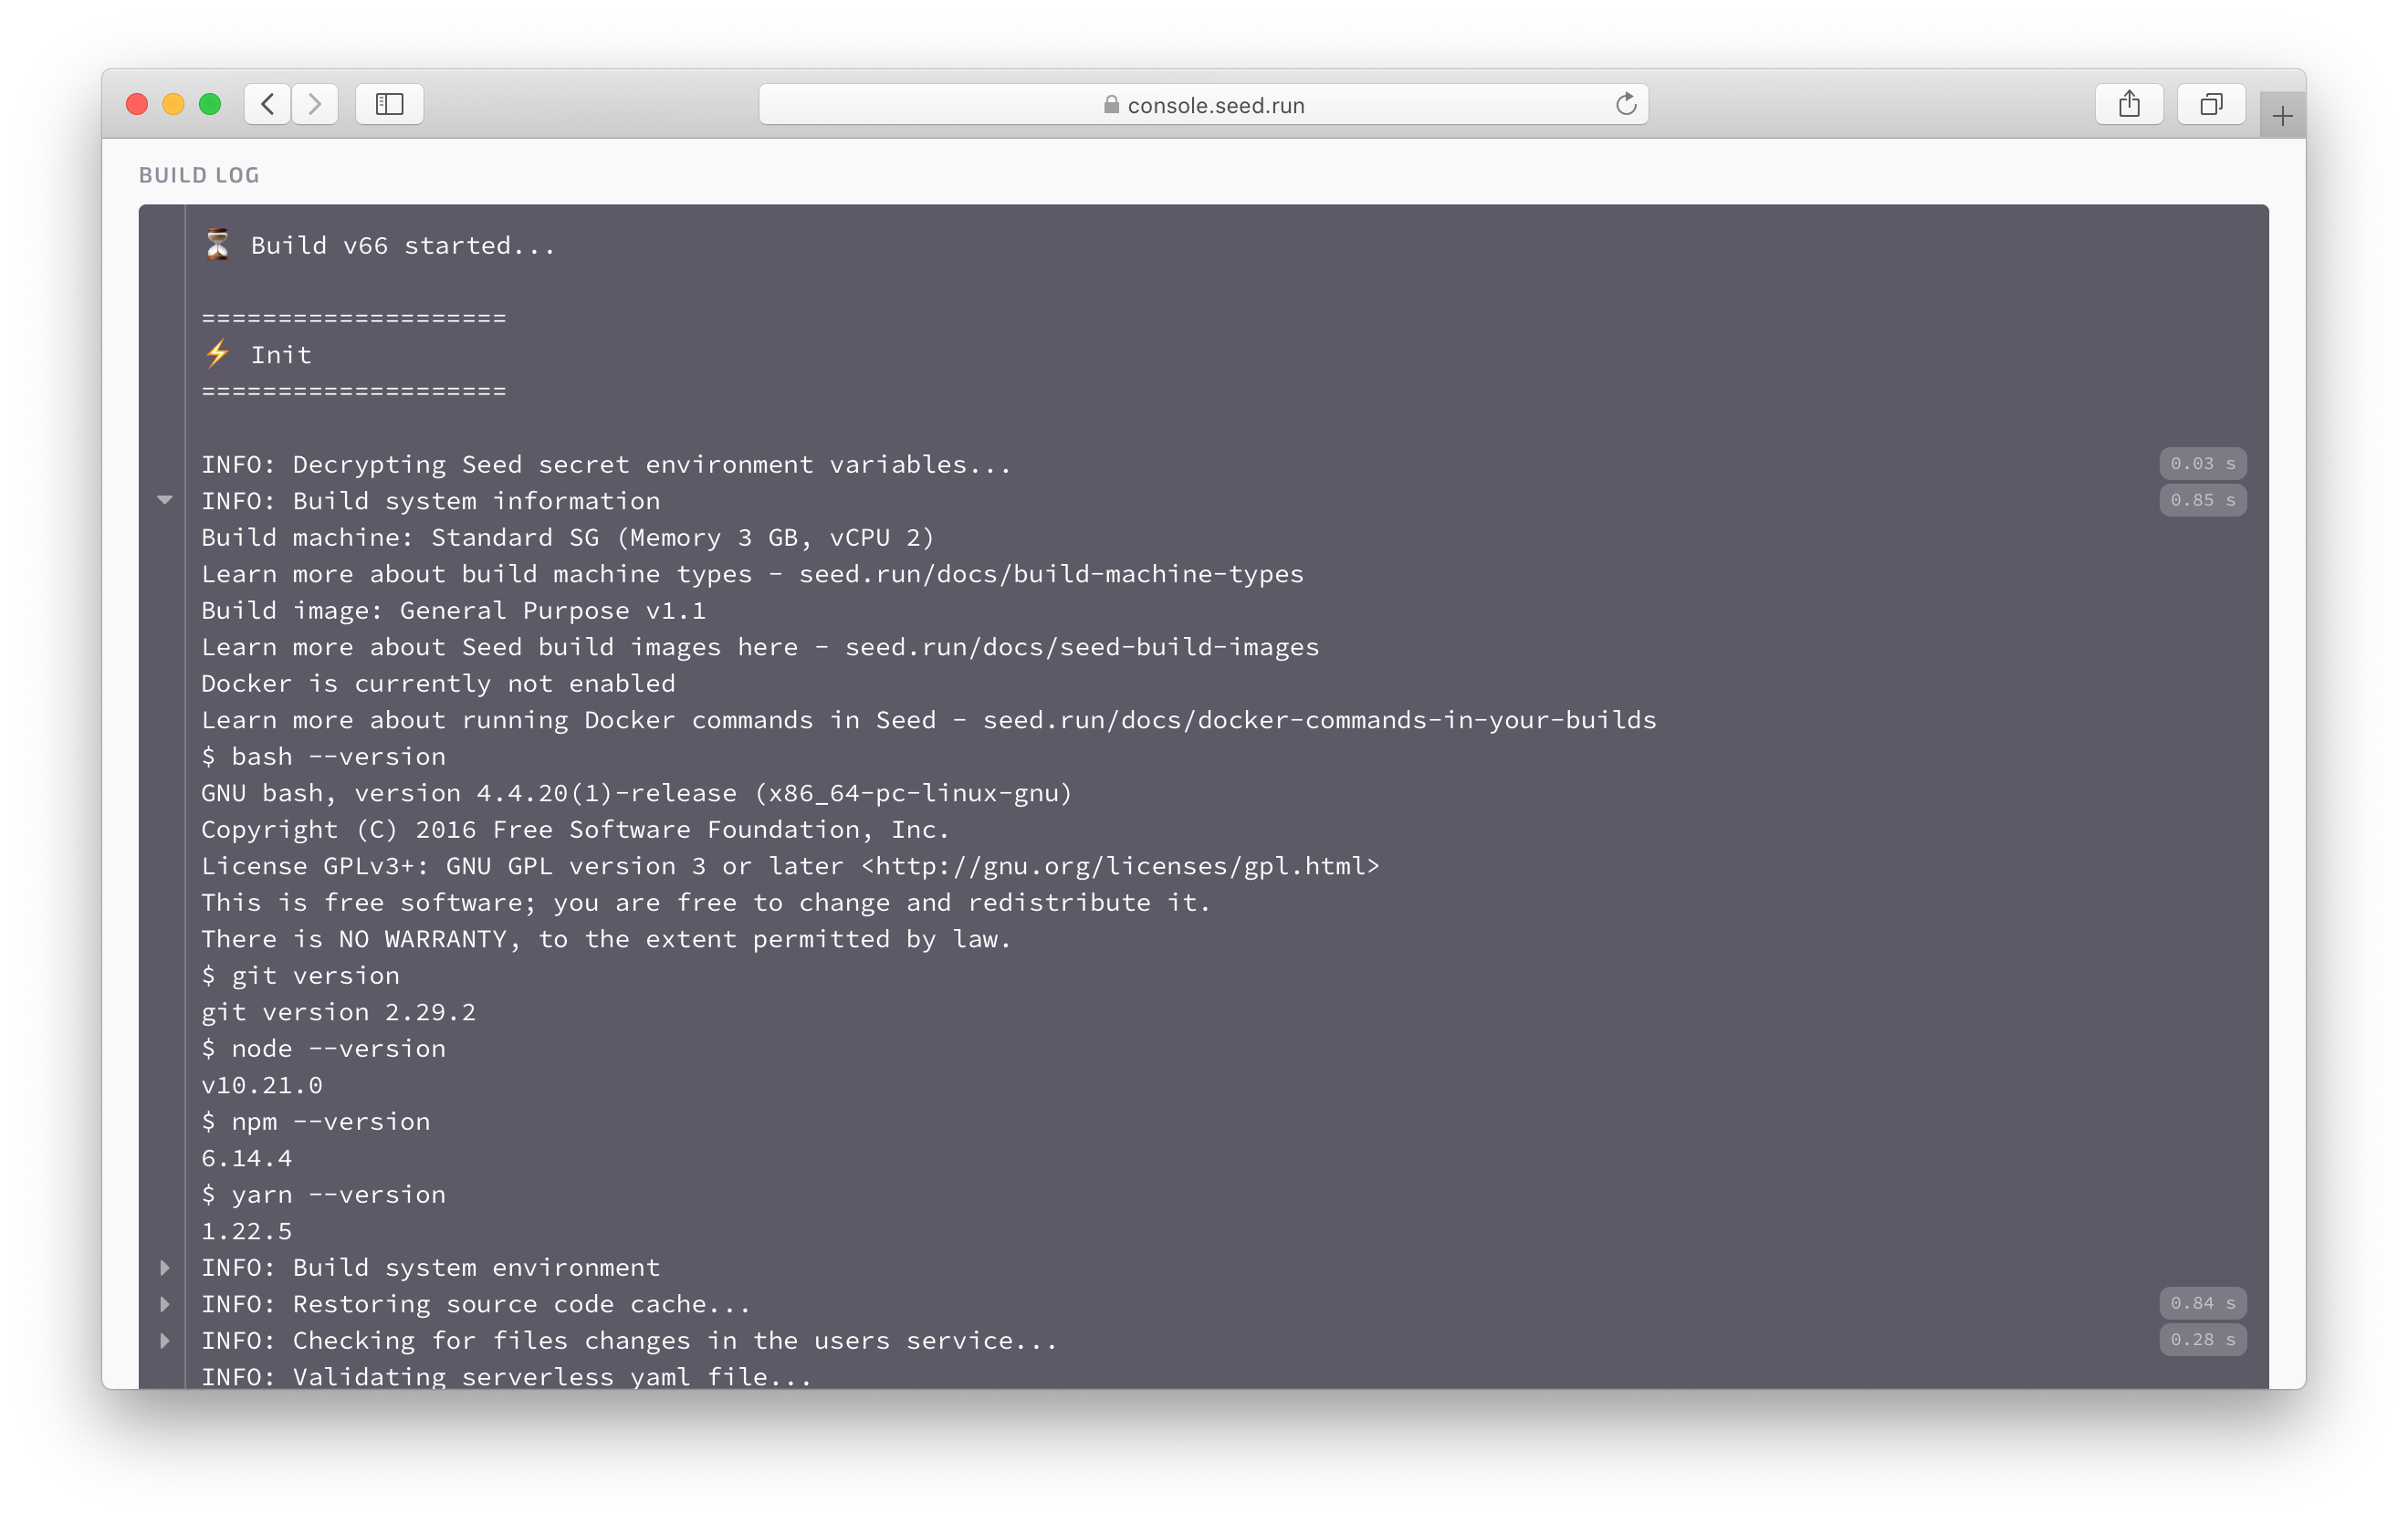 console.seed.run
BUILD LOG
⏳ Build v66 started...
====================
⚡ Init
====================
INFO: Decrypting Seed secret environment variables... 0.03 s
INFO: Build system information 0.85 s
Build machine: Standard SG (Memory 3 GB, vCPU 2)
Learn more about build machine types - seed.run/docs/build-machine-types
Build image: General Purpose v1.1
Learn more about Seed build images here - seed.run/docs/seed-build-images
Docker is currently not enabled
Learn more about running Docker commands in Seed - seed.run/docs/docker-commands-in-your-builds
$ bash --version
GNU bash, version 4.4.20(1)-release (x86_64-pc-linux-gnu)
Copyright (C) 2016 Free Software Foundation, Inc.
License GPLv3+: GNU GPL version 3 or later <http://gnu.org/licenses/gpl.html>
This is free software; you are free to change and redistribute it.
There is NO WARRANTY, to the extent permitted by law.
$ git version
git version 2.29.2
$ node --version
v10.21.0
$ npm --version
6.14.4
$ yarn --version
1.22.5
INFO: Build system environment
INFO: Restoring source code cache... 0.84 s
INFO: Checking for files changes in the users service... 0.28 s
INFO: Validating serverless yaml file...